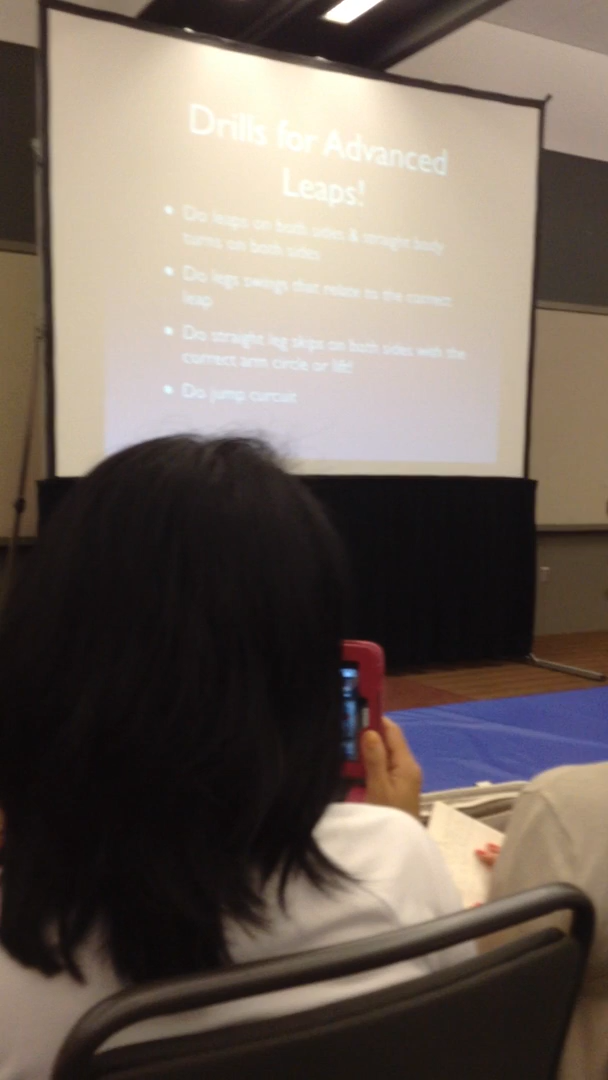 Drills for Advanced
Leaps!
• Do leaps on both sides & straight body
turns on both sides
• Do legs swings that relate to the correct
leap
• Do straight leg skips on both sides with the
correct arm circle or lift!
• Do jump curcuit